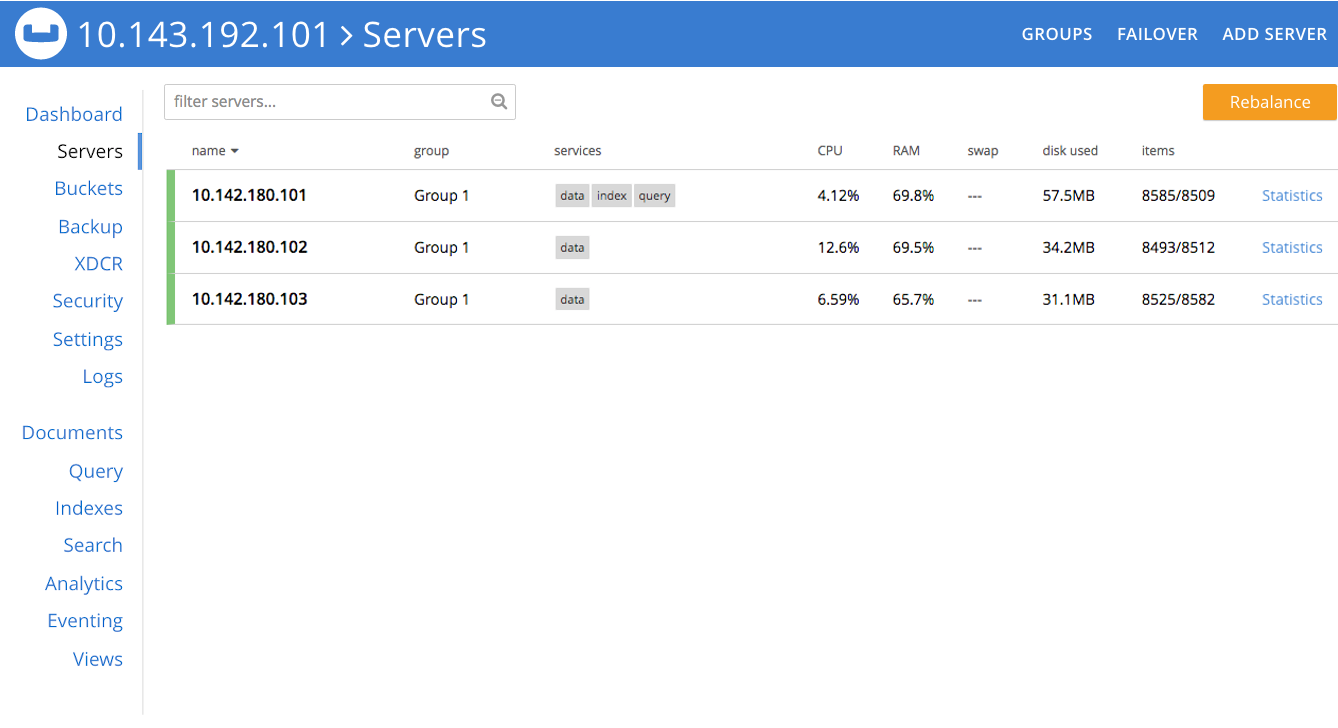 10.143.192.101 > Servers
GROUPS FAILOVER ADD SERVER
filter servers...
Rebalance
Dashboard
Servers
Buckets
Backup
XDCR
Security
Settings
Logs
Documents
Query
Indexes
Search
Analytics
Eventing
Views
name group services CPU RAM swap disk used items
10.142.180.101 Group 1 data index query 4.12% 69.8% --- 57.5MB 8585/8509 Statistics
10.142.180.102 Group 1 data 12.6% 69.5% --- 34.2MB 8493/8512 Statistics
10.142.180.103 Group 1 data 6.59% 65.7% --- 31.1MB 8525/8582 Statistics